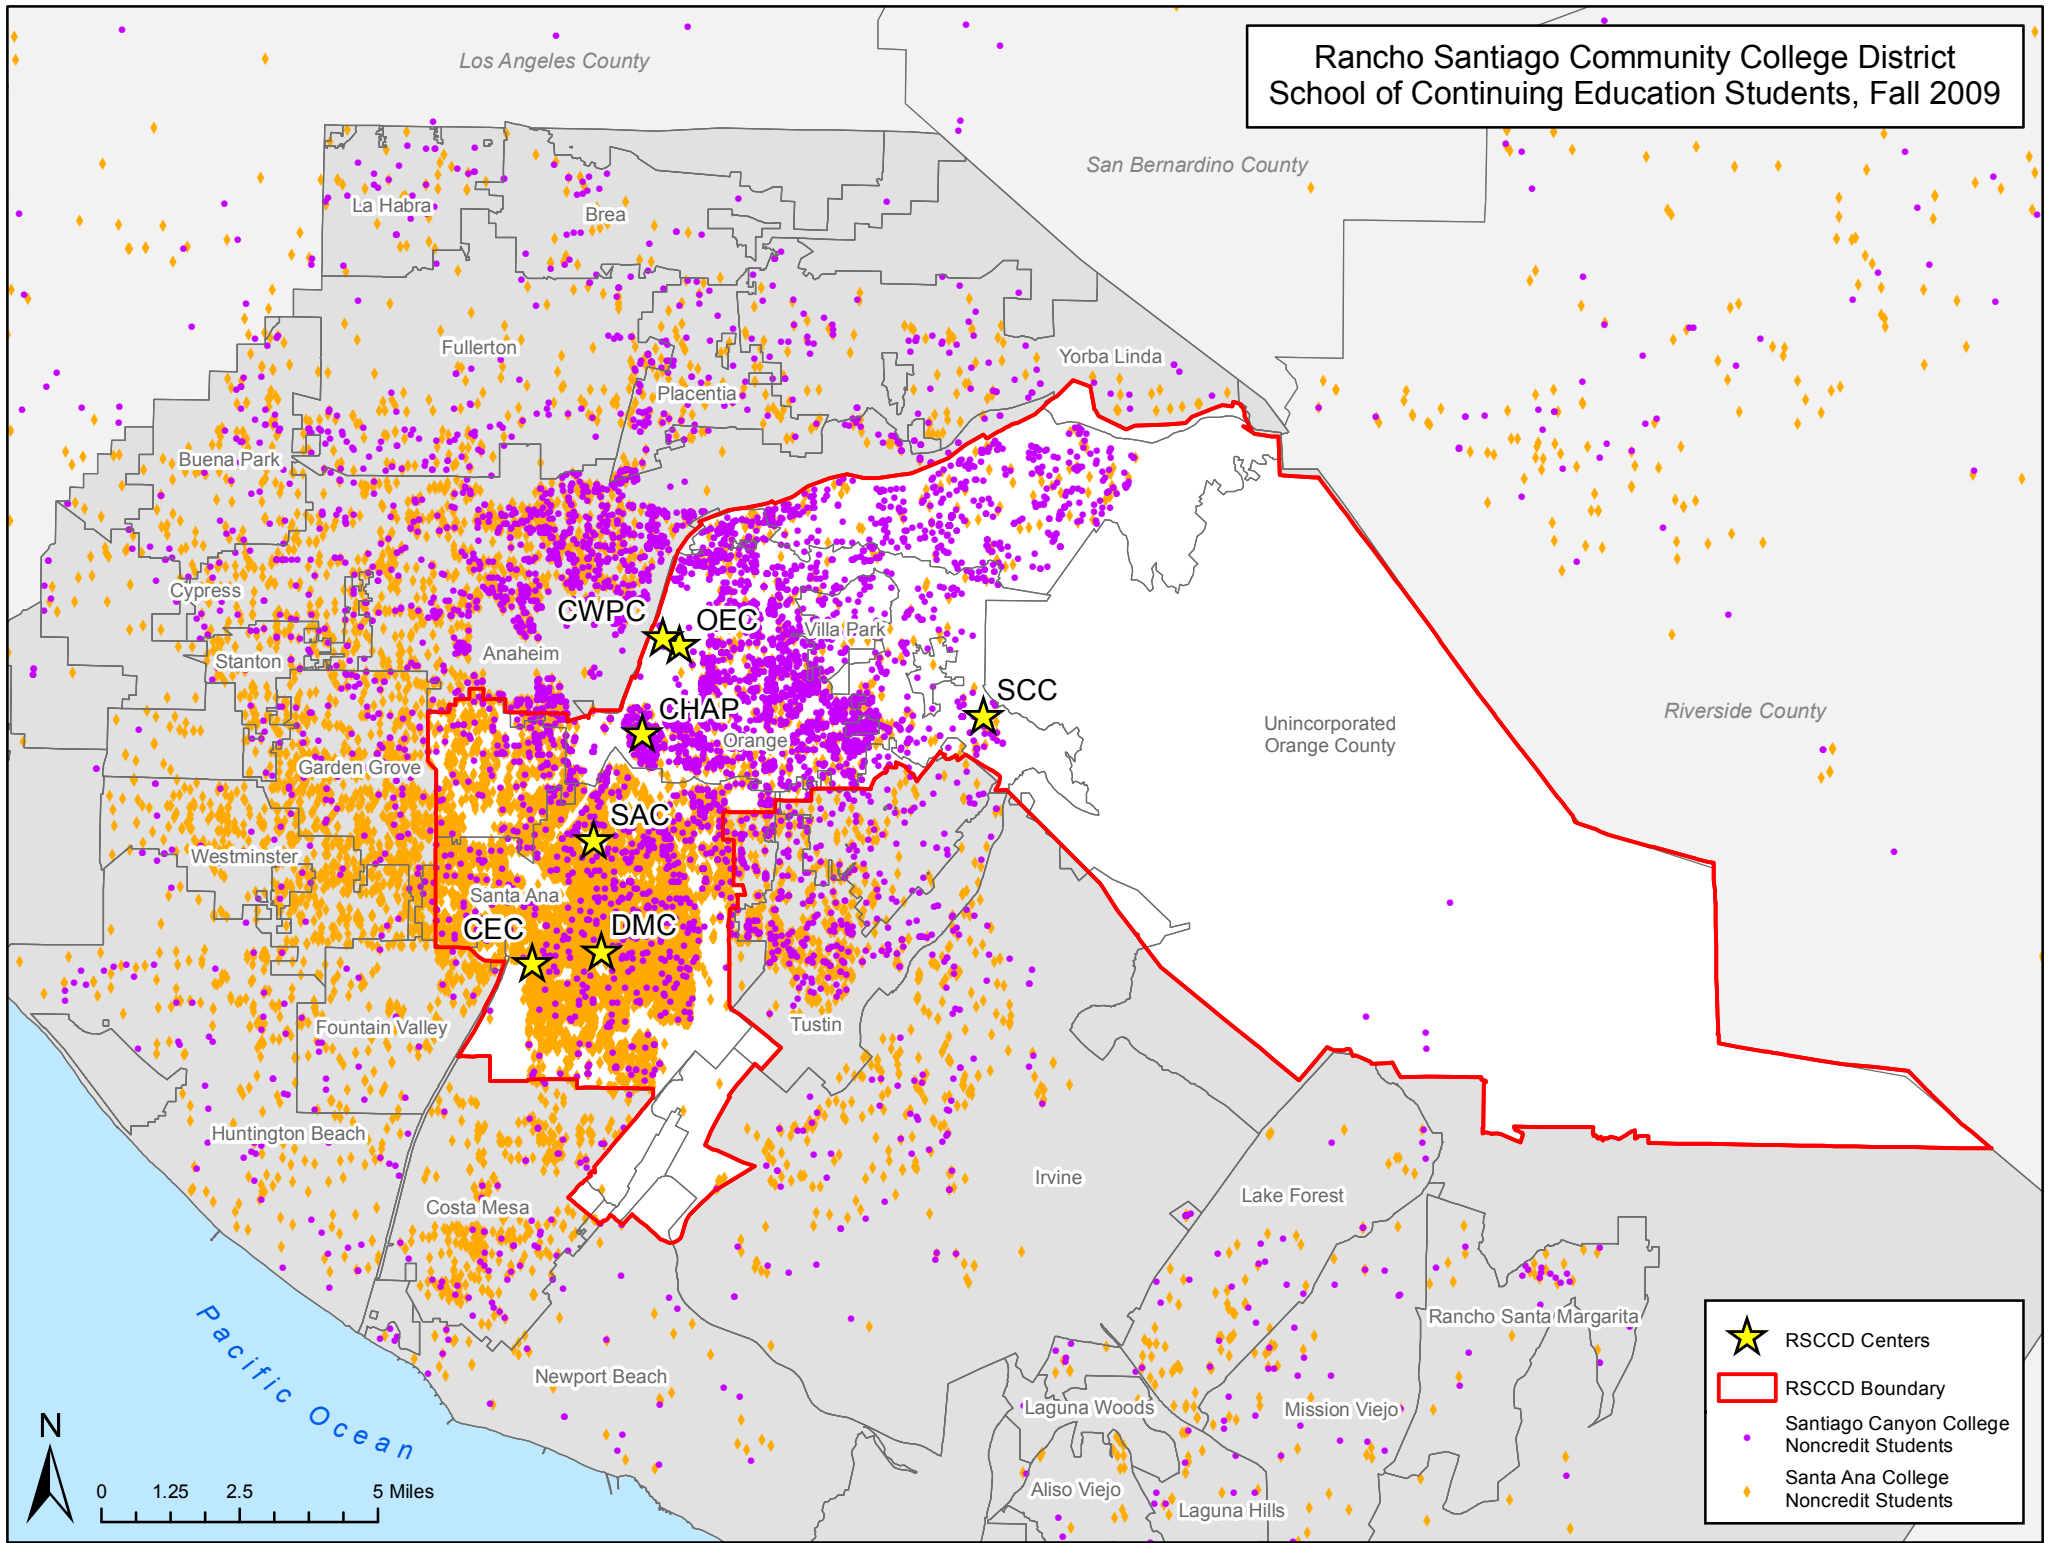 Rancho Santiago Community College District
School of Continuing Education Students, Fall 2009
Los Angeles County
San Bernardino County
La Habra
Brea
Fullerton
Yorba Linda
Placentia
Buena Park
Cypress
CWPC
OEC
Villa Park
Stanton
Anaheim
SCC
CHAP
Orange
Unincorporated
Orange County
Riverside County
Garden Grove
SAC
Westminster
Santa Ana
CEC
DMC
Fountain Valley
Tustin
Huntington Beach
Irvine
Lake Forest
Costa Mesa
Rancho Santa Margarita
Pacific Ocean
Newport Beach
Laguna Woods
Mission Viejo
Aliso Viejo
Laguna Hills
N
0 1.25 2.5 5 Miles
RSCCD Centers
RSCCD Boundary
Santiago Canyon College
Noncredit Students
Santa Ana College
Noncredit Students